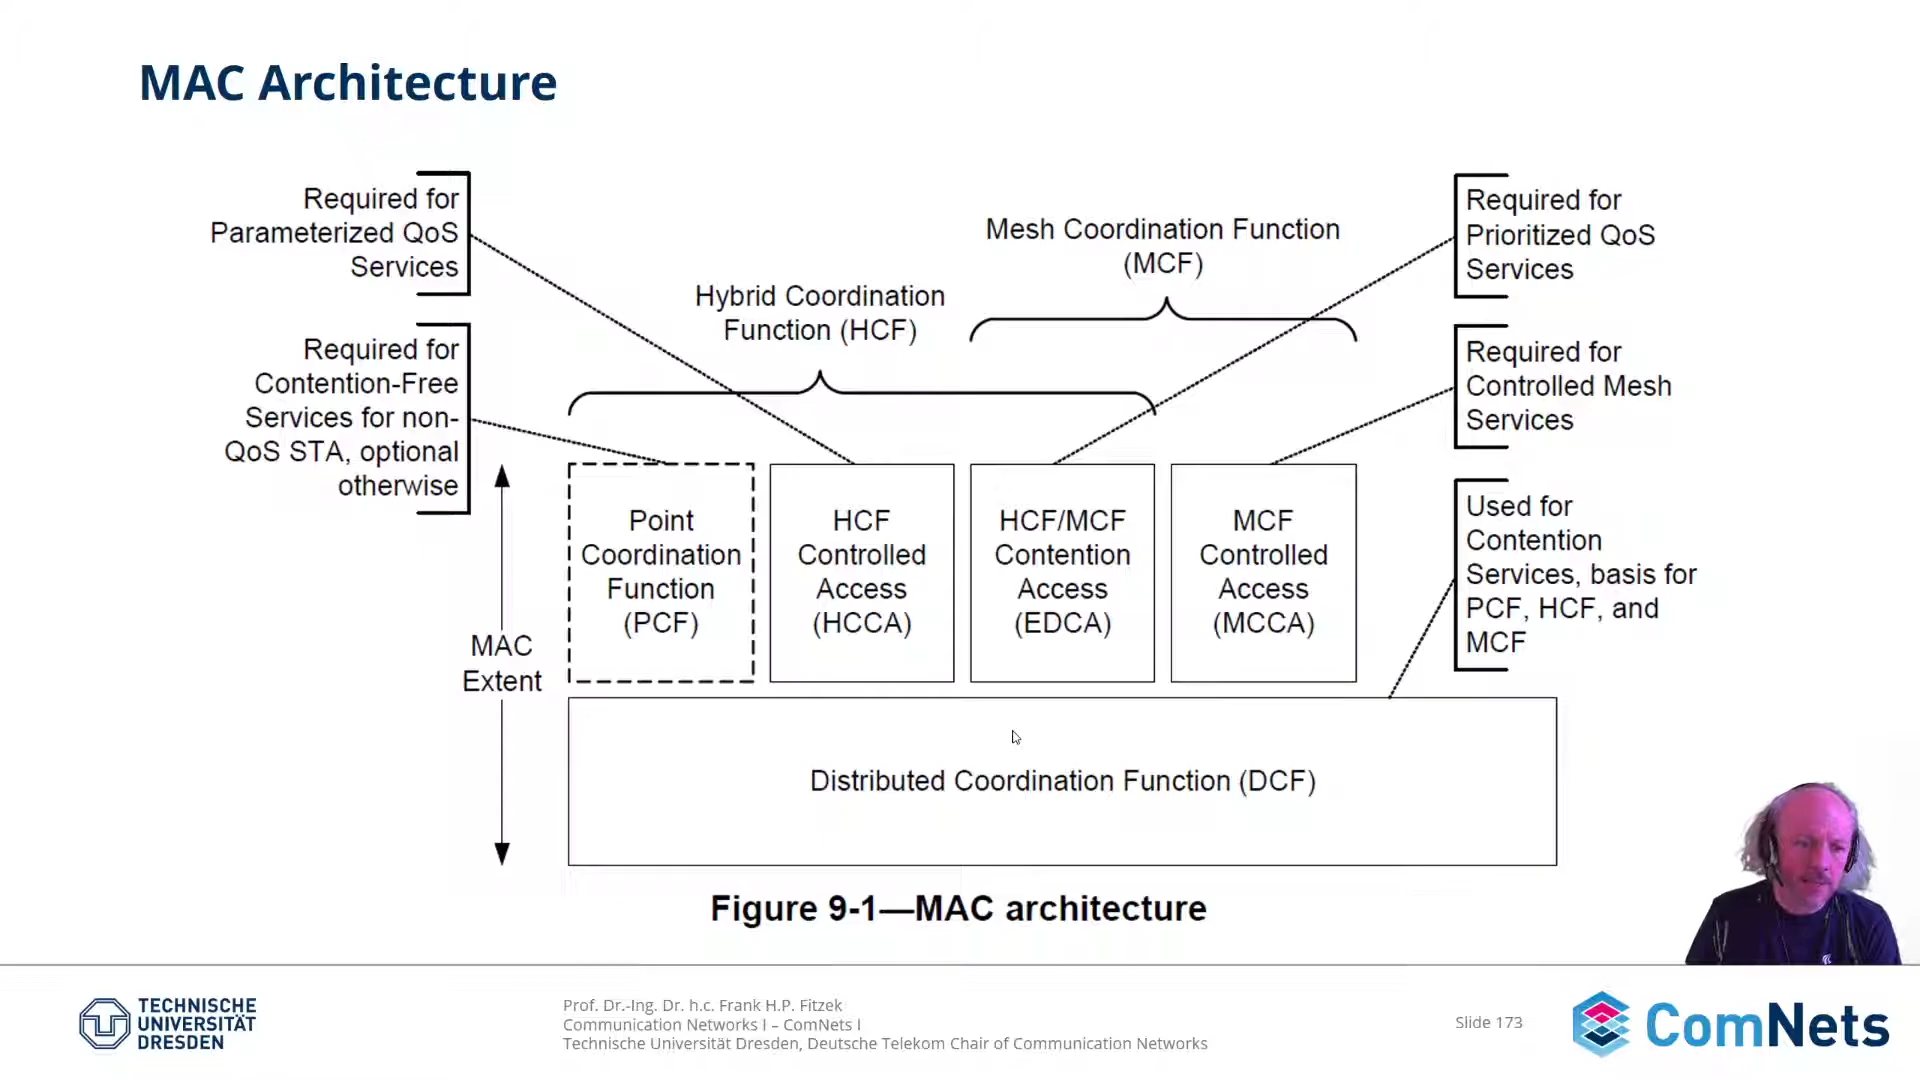 MAC Architecture
Required for
Parameterized QoS
Services
Required for
Contention-Free
Services for non-
QoS STA, optional
otherwise
Hybrid Coordination
Function (HCF)
Mesh Coordination Function
(MCF)
Required for
Prioritized QoS
Services
Required for
Controlled Mesh
Services
Used for
Contention
Services, basis for
PCF, HCF, and
MCF
MAC
Extent
Point
Coordination
Function
(PCF)
HCF
Controlled
Access
(HCCA)
HCF/MCF
Contention
Access
(EDCA)
MCF
Controlled
Access
(MCCA)
Distributed Coordination Function (DCF)
Figure 9-1—MAC architecture
TECHNISCHE
UNIVERSITÄT
DRESDEN
Prof. Dr.-Ing. Dr. h.c. Frank H.P. Fitzek
Communication Networks I – ComNets I
Technische Universität Dresden, Deutsche Telekom Chair of Communication Networks
Slide 173
ComNets